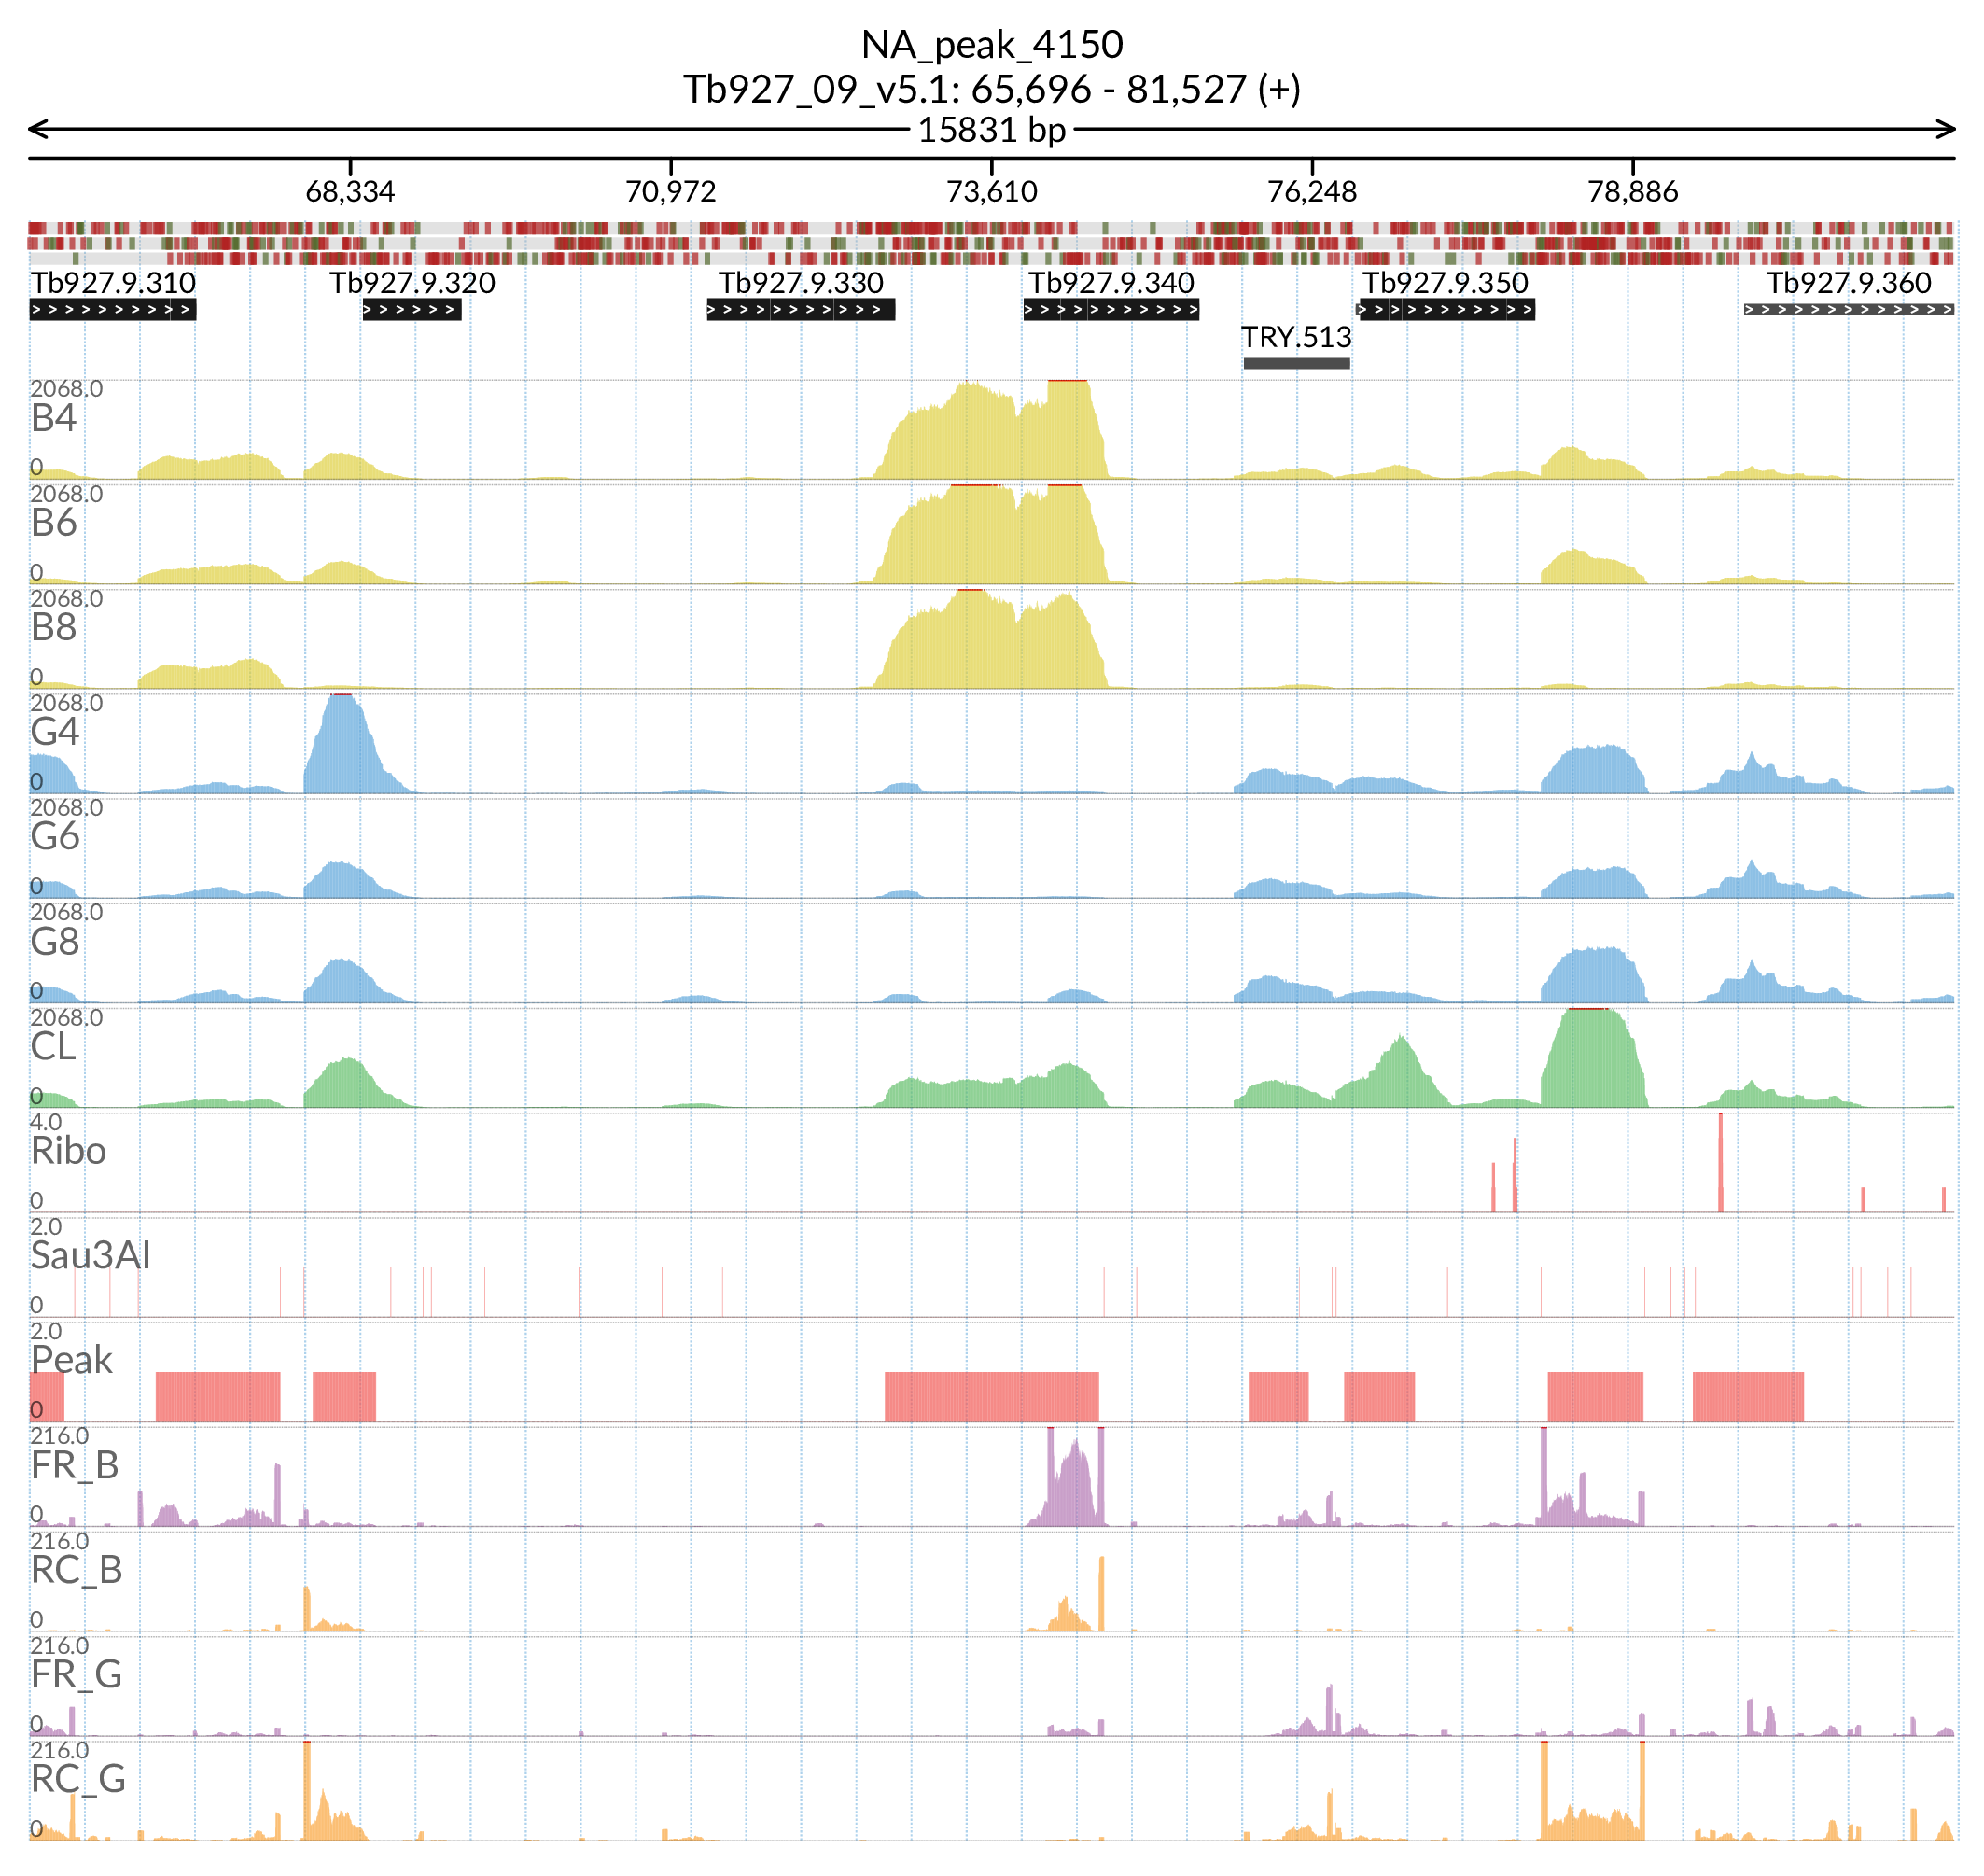 NA_peak_4150
Tb927_09_v5.1: 65,696 - 81,527 (+)
15831 bp
68,334 70,972 73,610 76,248 78,886
Tb927.9.310 Tb927.9.320 Tb927.9.330 Tb927.9.340 Tb927.9.350 Tb927.9.360
TRY.513
2068.0
B4
0
2068.0
B6
0
2068.0
B8
0
2068.0
G4
0
2068.0
G6
0
2068.0
G8
0
2068.0
CL
0
4.0
Ribo
0
2.0
Sau3AI
0
2.0
Peak
0
216.0
FR_B
0
216.0
RC_B
0
216.0
FR_G
0
216.0
RC_G
0